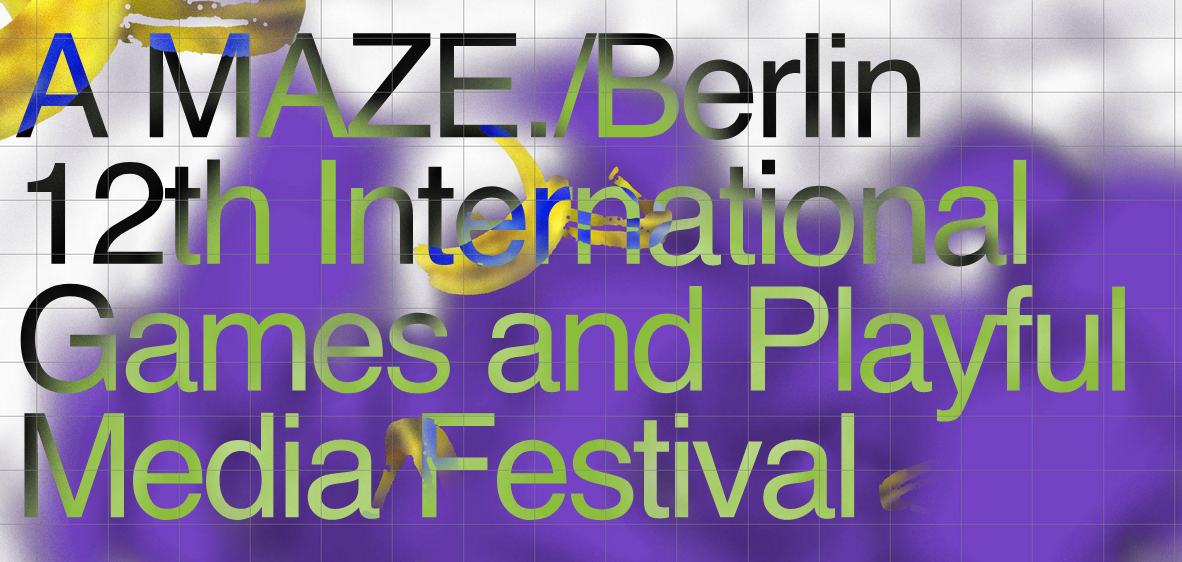 A MAZE./Berlin
12th International
Games and Playful
Media Festival